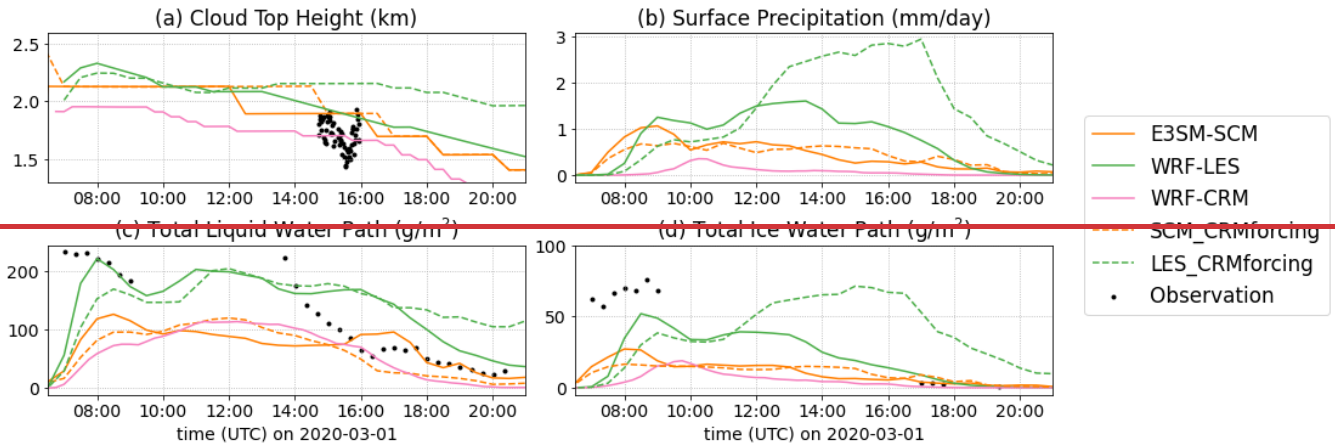 (a) Cloud Top Height (km)
2.5
2.0
1.5
08:00 10:00 12:00 14:00 16:00 18:00 20:00
(b) Surface Precipitation (mm/day)
3
2
1
0
08:00 10:00 12:00 14:00 16:00 18:00 20:00
(c) Total Liquid Water Path (g/m²)
200
100
0
08:00 10:00 12:00 14:00 16:00 18:00 20:00
time (UTC) on 2020-03-01
(d) Total Ice Water Path (g/m²)
100
50
0
08:00 10:00 12:00 14:00 16:00 18:00 20:00
time (UTC) on 2020-03-01
E3SM-SCM
WRF-LES
WRF-CRM
SCM_CRMforcing
LES_CRMforcing
Observation